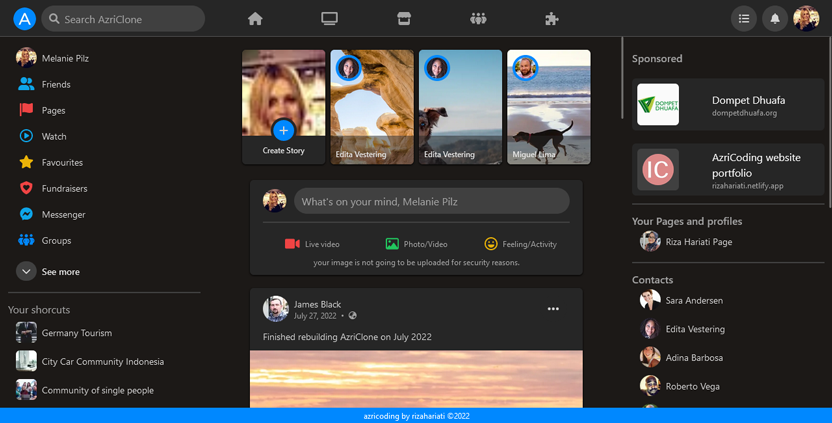 A
Search AzriClone
Melanie Pilz
Friends
Pages
Watch
Favourites
Fundraisers
Messenger
Groups
See more
Your shorcuts
Germany Tourism
City Car Community Indonesia
Community of single people
Create Story
Edita Vestering
Edita Vestering
Miguel Lima
What's on your mind, Melanie Pilz
Live video
Photo/Video
Feeling/Activity
your image is not going to be uploaded for security reasons.
James Black
July 27, 2022 •
Finished rebuilding AzriClone on July 2022
Sponsored
DOMPET
DHUAFA
Dompet Dhuafa
dompetdhuafa.org
IC
AzriCoding website
portfolio
rizahariati.netlify.app
Your Pages and profiles
Riza Hariati Page
Contacts
Sara Andersen
Edita Vestering
Adina Barbosa
Roberto Vega
azricoding by rizahariati ©2022